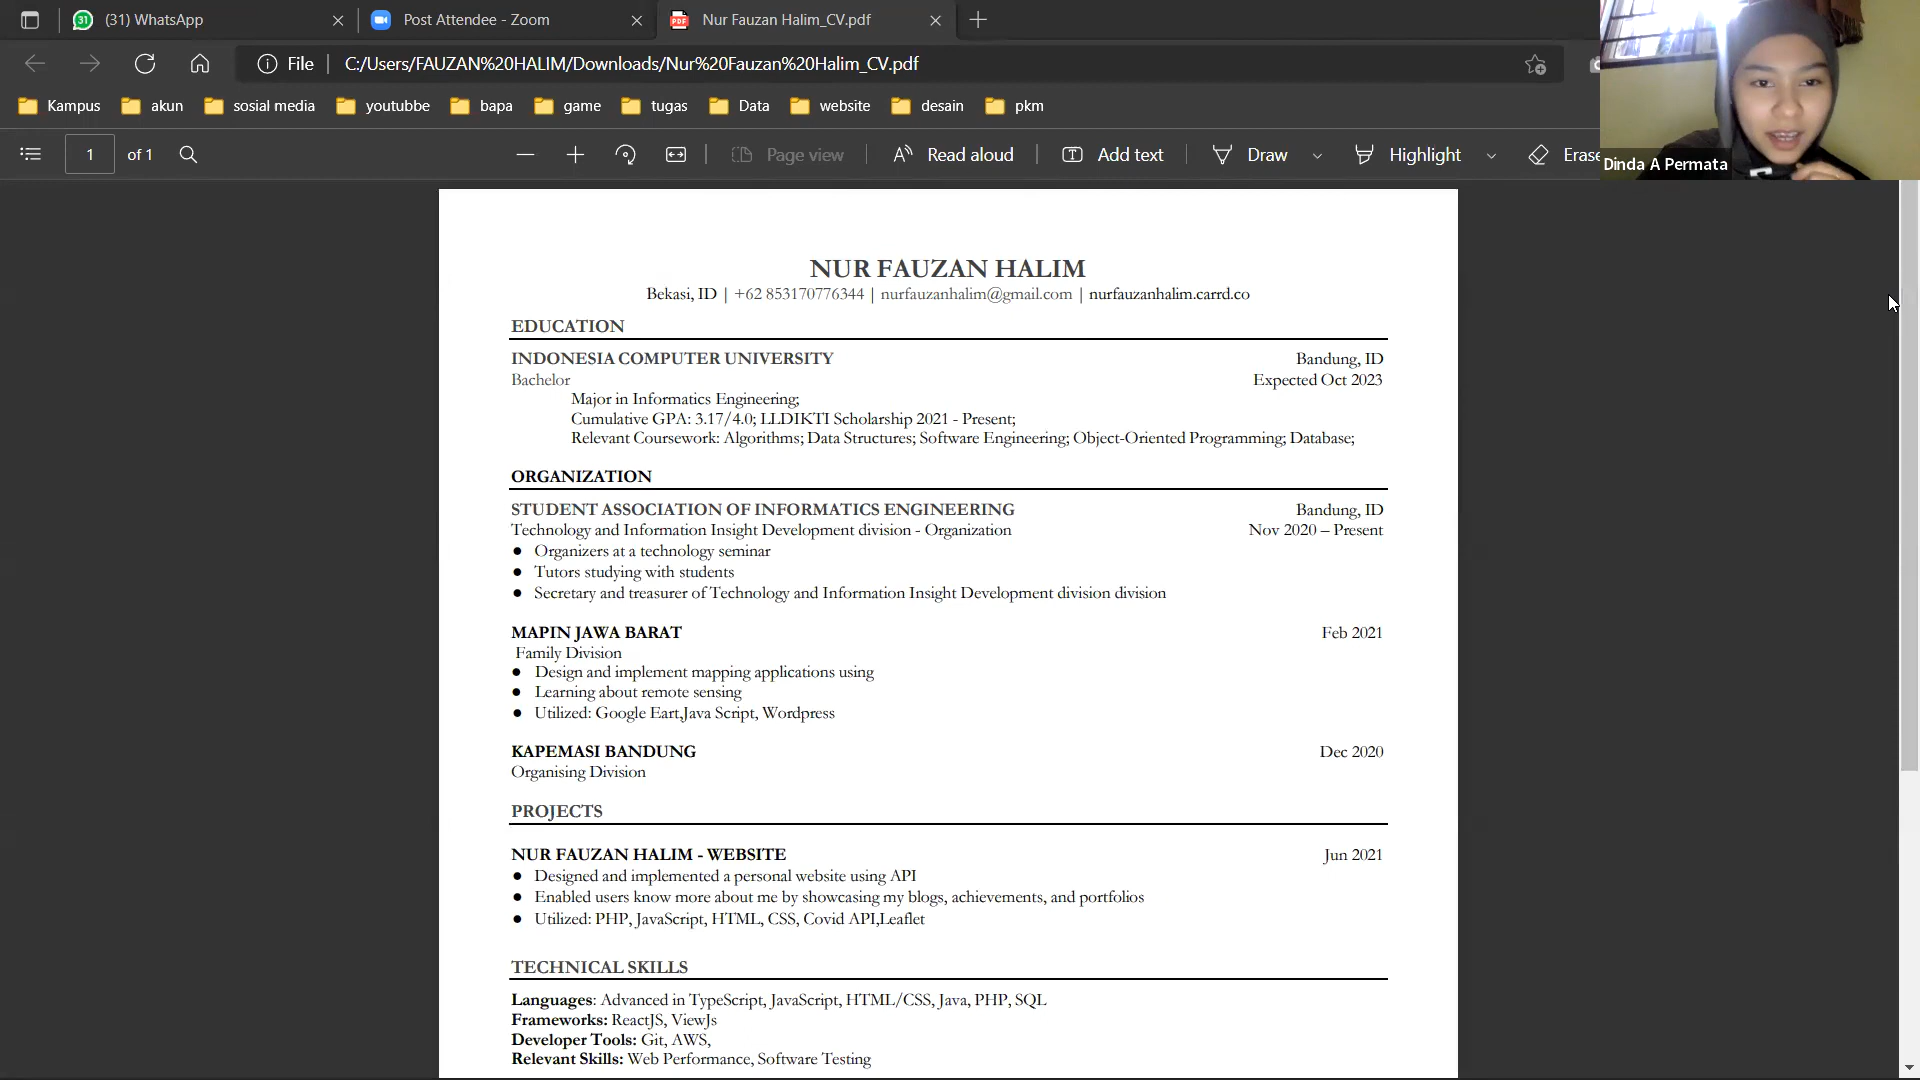 (31) WhatsApp
Post Attendee - Zoom
Nur Fauzan Halim_CV.pdf
File
C:/Users/FAUZAN%20HALIM/Downloads/Nur%20Fauzan%20Halim_CV.pdf
Kampus
akun
sosial media
youtubbe
bapa
game
tugas
Data
website
desain
pkm
1 of 1
Page view
Read aloud
Add text
Draw
Highlight
Erase
Dinda A Permata
NUR FAUZAN HALIM
Bekasi, ID | +62 853170776344 | nurfauzanhalim@gmail.com | nurfauzanhalim.carrd.co
EDUCATION
INDONESIA COMPUTER UNIVERSITY Bandung, ID
Bachelor Expected Oct 2023
Major in Informatics Engineering;
Cumulative GPA: 3.17/4.0; LLDIKTI Scholarship 2021 - Present;
Relevant Coursework: Algorithms; Data Structures; Software Engineering; Object-Oriented Programming; Database;
ORGANIZATION
STUDENT ASSOCIATION OF INFORMATICS ENGINEERING Bandung, ID
Technology and Information Insight Development division - Organization Nov 2020 – Present
● Organizers at a technology seminar
● Tutors studying with students
● Secretary and treasurer of Technology and Information Insight Development division division
MAPIN JAWA BARAT Feb 2021
Family Division
● Design and implement mapping applications using
● Learning about remote sensing
● Utilized: Google Eart,Java Script, Wordpress
KAPEMASI BANDUNG Dec 2020
Organising Division
PROJECTS
NUR FAUZAN HALIM - WEBSITE Jun 2021
● Designed and implemented a personal website using API
● Enabled users know more about me by showcasing my blogs, achievements, and portfolios
● Utilized: PHP, JavaScript, HTML, CSS, Covid API,Leaflet
TECHNICAL SKILLS
Languages: Advanced in TypeScript, JavaScript, HTML/CSS, Java, PHP, SQL
Frameworks: ReactJS, ViewJs
Developer Tools: Git, AWS,
Relevant Skills: Web Performance, Software Testing